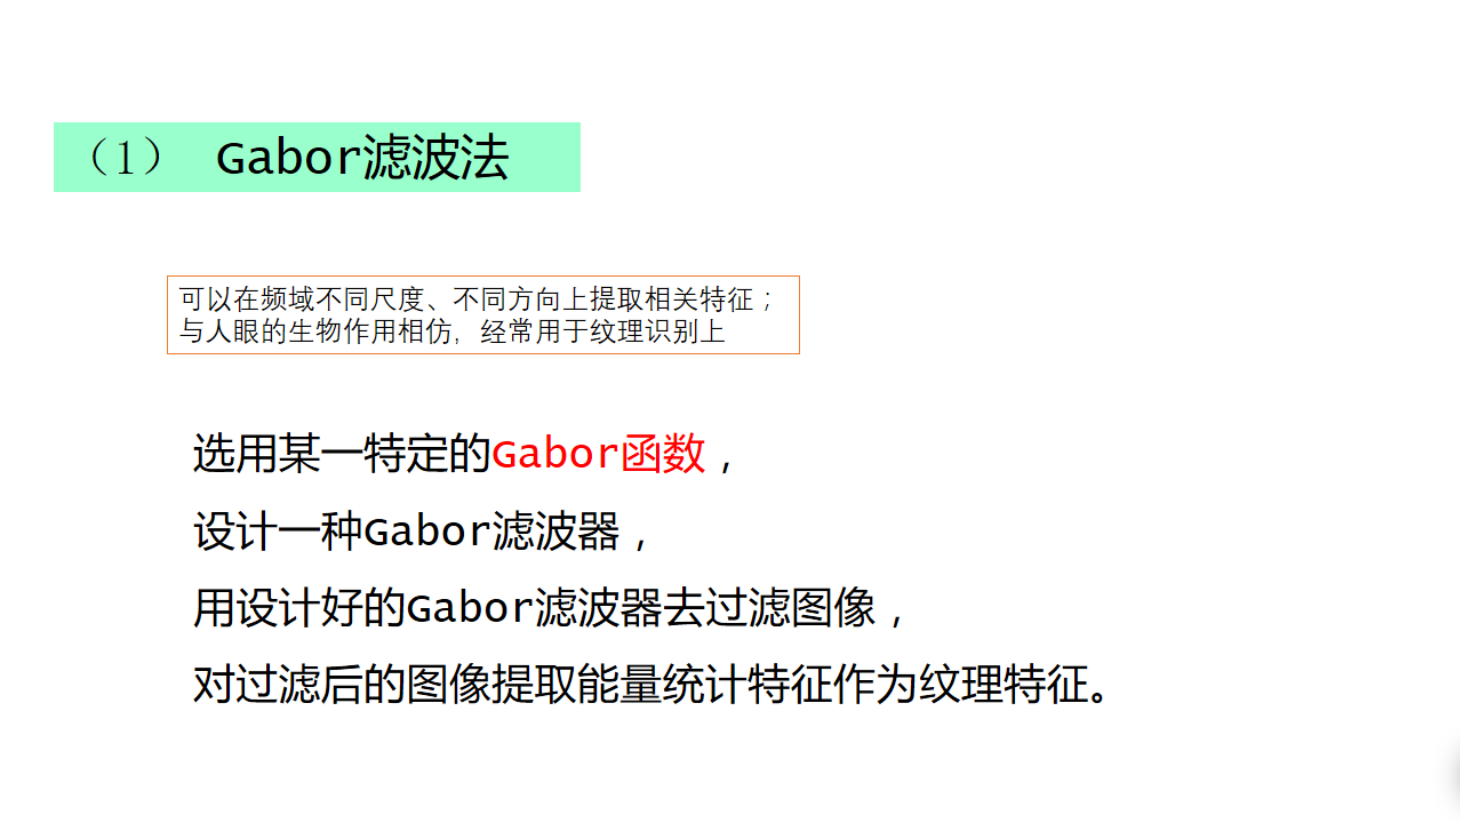 （1） Gabor滤波法
可以在频域不同尺度、不同方向上提取相关特征；
与人眼的生物作用相仿，经常用于纹理识别上
选用某一特定的Gabor函数，
设计一种Gabor滤波器，
用设计好的Gabor滤波器去过滤图像，
对过滤后的图像提取能量统计特征作为纹理特征。